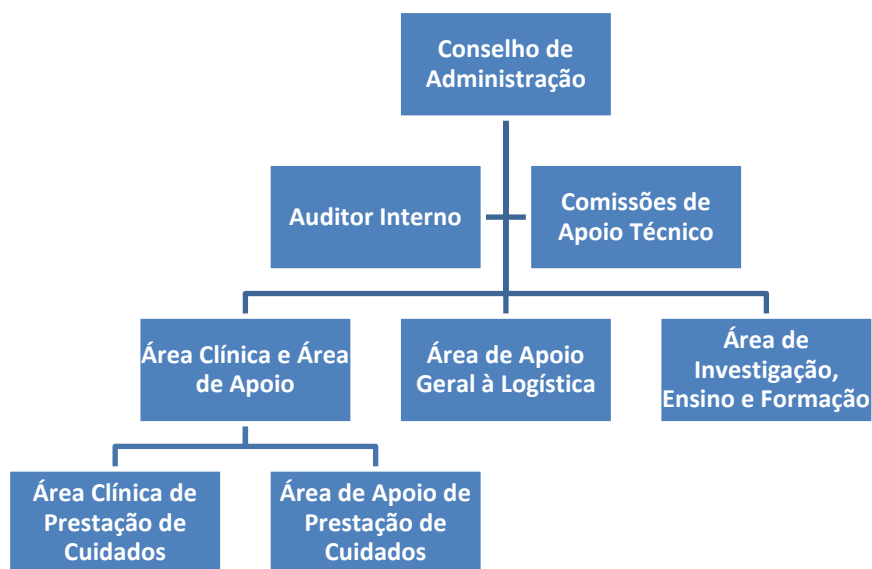 Conselho de
Administração
Auditor Interno
Comissões de
Apoio Técnico
Área Clínica e Área
de Apoio
Área de Apoio
Geral à Logística
Área de
Investigação,
Ensino e Formação
Área Clínica de
Prestação de
Cuidados
Área de Apoio de
Prestação de
Cuidados